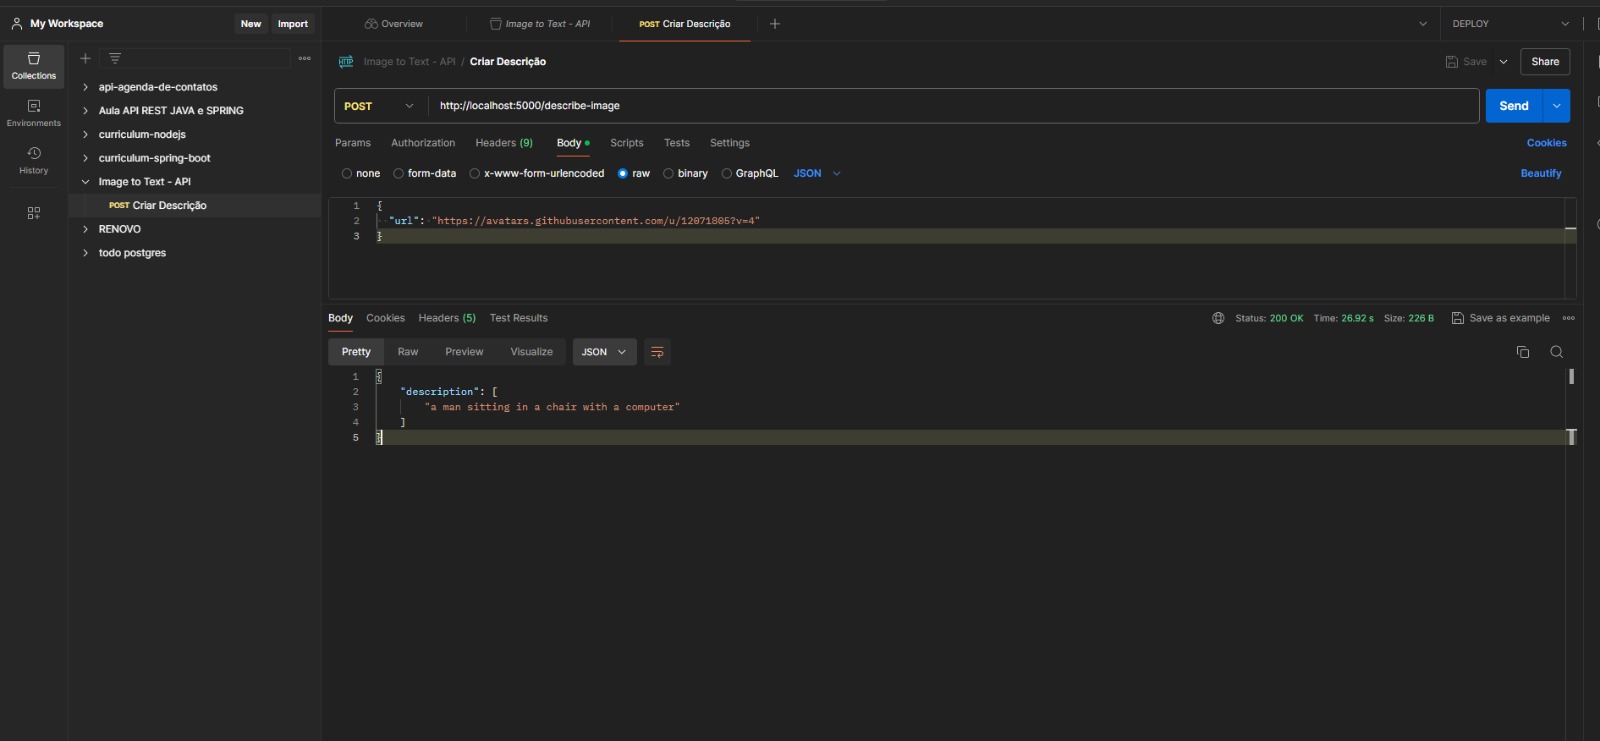 My Workspace
New
Import
Overview
Image to Text - API
POST Criar Descrição
DEPLOY
Collections
Environments
History
api-agenda-de-contatos
Aula API REST JAVA e SPRING
curriculum-nodejs
curriculum-spring-boot
Image to Text - API
POST Criar Descrição
RENOVO
todo postgres
HTTP Image to Text - API / Criar Descrição
Save
Share
POST
http://localhost:5000/describe-image
Send
Params Authorization Headers (9) Body Scripts Tests Settings
Cookies
none form-data x-www-form-urlencoded raw binary GraphQL JSON
Beautify
1 {
2 "url": "https://avatars.githubusercontent.com/u/12071805?v=4"
3 }
Body Cookies Headers (5) Test Results
Status: 200 OK Time: 26.92 s Size: 226 B
Save as example
Pretty Raw Preview Visualize JSON
1 {
2 "description": [
3 "a man sitting in a chair with a computer"
4 ]
5 }